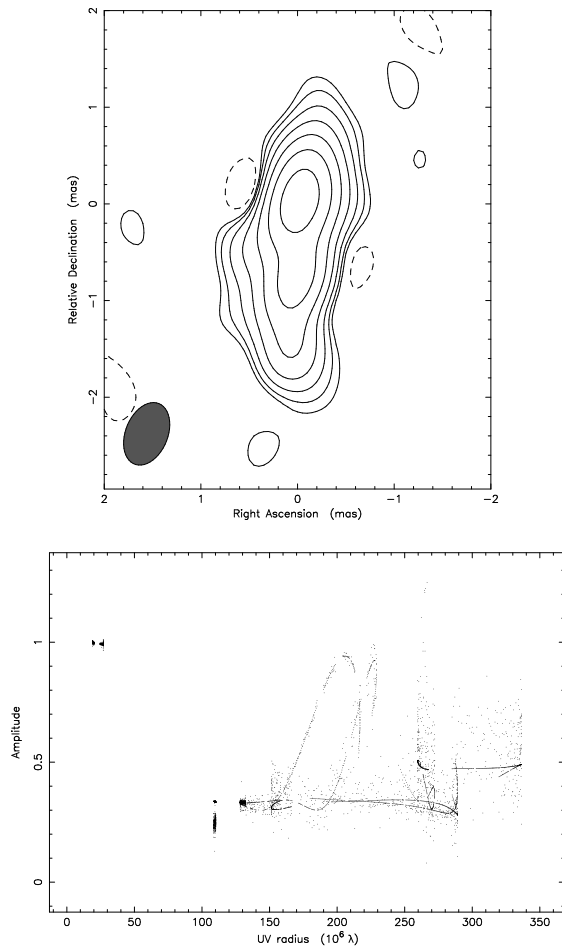 2
1
0
−1
−2
Relative Declination (mas)
2 1 0 −1 −2
Right Ascension (mas)
1
0.5
0
Amplitude
0 50 100 150 200 250 300 350
UV radius (10⁶ λ)